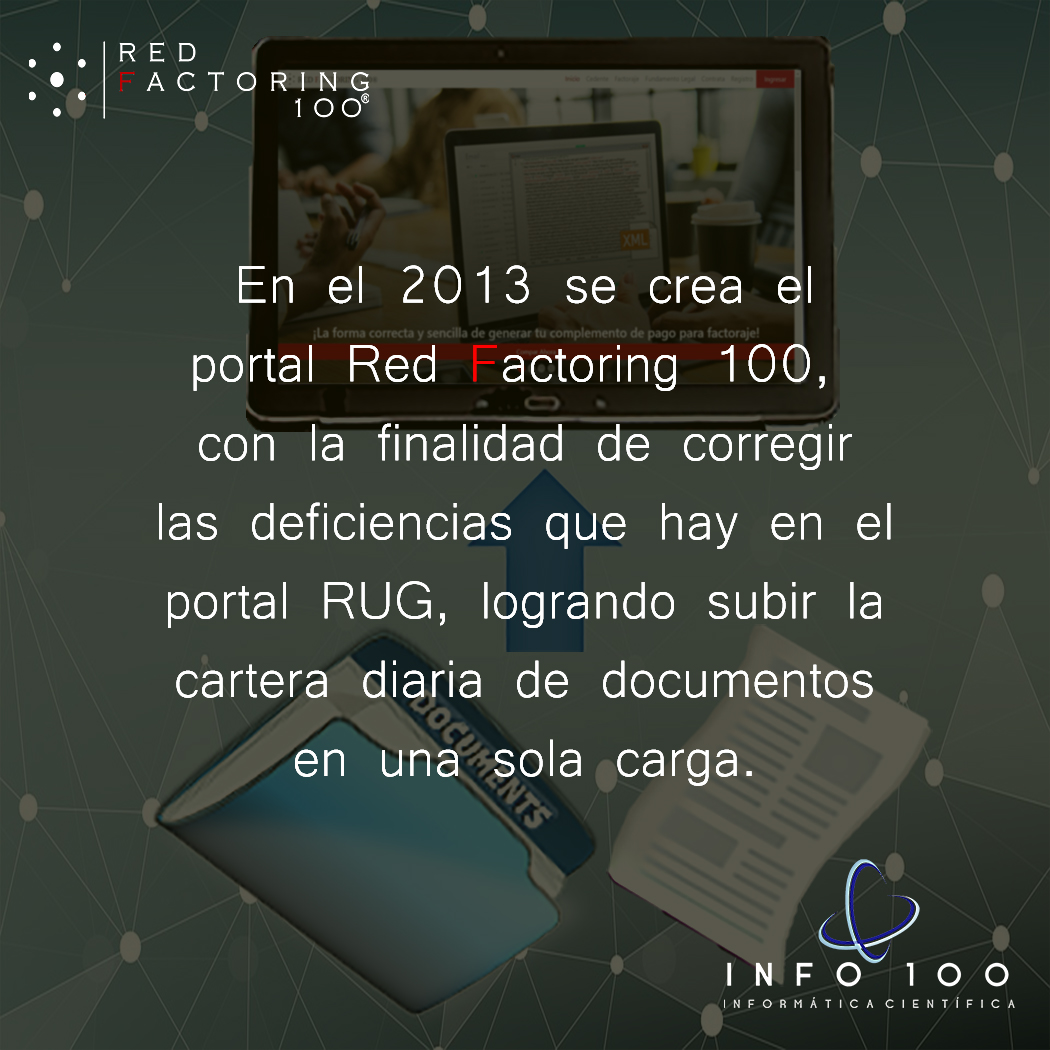 RED
FACTORING
100®
Ingresar
XML
En el 2013 se crea el
¡La forma correcta y sencilla de generar tu complemento de pago para factoraje!
portal Red Factoring 100,
con la finalidad de corregir
las deficiencias que hay en el
portal RUG, logrando subir la
cartera diaria de documentos
en una sola carga.
DOCUMENTS
INFO 100
INFORMÁTICA CIENTÍFICA